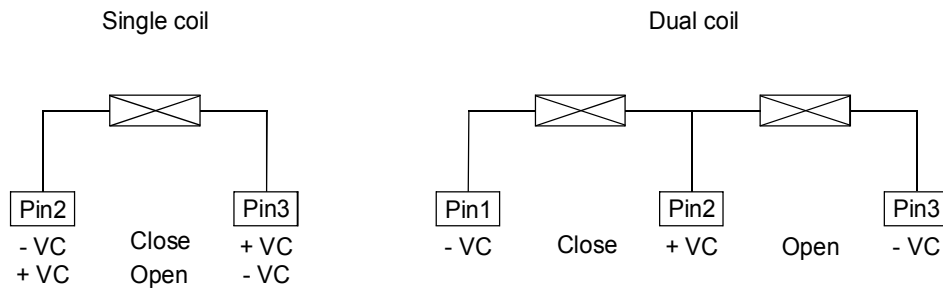 Single coil
Dual coil
Pin2 Pin3 Pin1 Pin2 Pin3
- VC Close + VC - VC Close + VC Open - VC
+ VC Open - VC